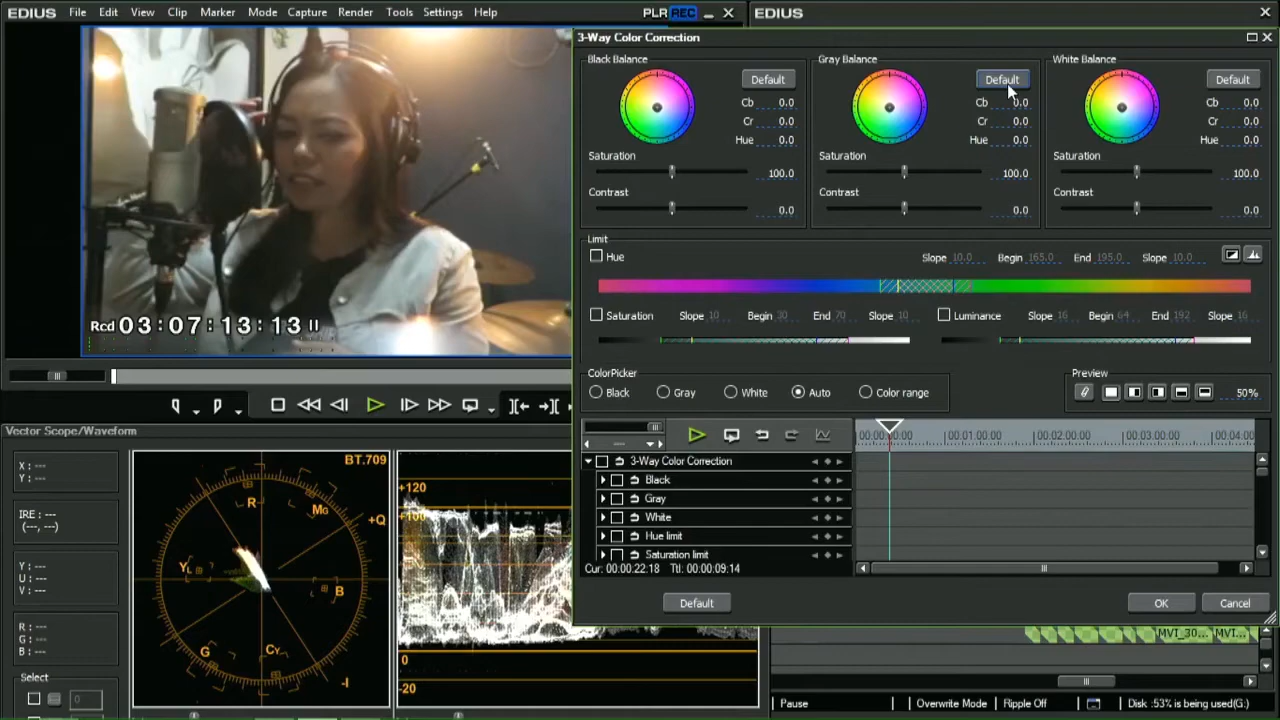 EDIUS File Edit View Clip Marker Mode Capture Render Tools Settings Help PLR REC
EDIUS
3-Way Color Correction
Black Balance
Default
Cb 0.0
Cr 0.0
Hue 0.0
Saturation
100.0
Contrast
0.0
Gray Balance
Default
Cb 0.0
Cr 0.0
Hue 0.0
Saturation
100.0
Contrast
0.0
White Balance
Default
Cb 0.0
Cr 0.0
Hue 0.0
Saturation
100.0
Contrast
0.0
Rcd 03:07:13:13
Limit
Hue Slope 10.0 Begin 165.0 End 195.0 Slope 10.0
Saturation Slope 10 Begin 30 End 70 Slope 10
Luminance Slope 16 Begin 64 End 192 Slope 16
ColorPicker
Black Gray White Auto Color range
Preview
50%
00:00:00:00 00:01:00:00 00:02:00:00 00:03:00:00 00:04:00
3-Way Color Correction
Black
Gray
White
Hue limit
Saturation limit
Cur: 00:00:22:18 Ttl: 00:00:09:14
Default OK Cancel
Vector Scope/Waveform
X : ---
Y : ---
IRE : ---
(---, ---)
Y : ---
U : ---
V : ---
R : ---
G : ---
B : ---
Select
0
BT.709
R
MG
+Q
YL
B
G
CY
-I
+120
+100
0
-20
MVI_30... MVI...
Pause Overwrite Mode Ripple Off Disk :53% is being used(G:)